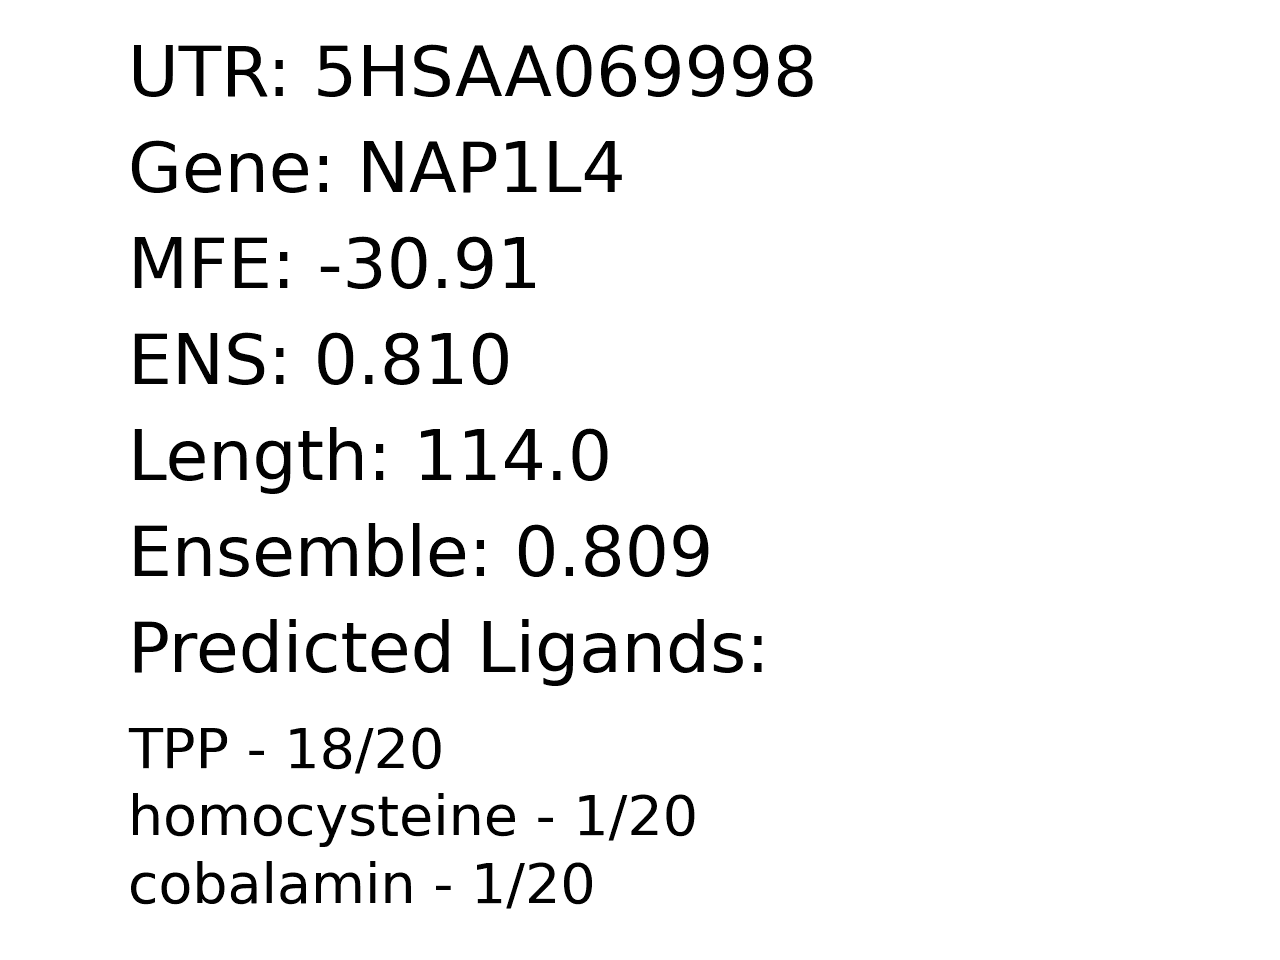 UTR: 5HSAA069998
Gene: NAP1L4
MFE: -30.91
ENS: 0.810
Length: 114.0
Ensemble: 0.809
Predicted Ligands:
TPP - 18/20
homocysteine - 1/20
cobalamin - 1/20